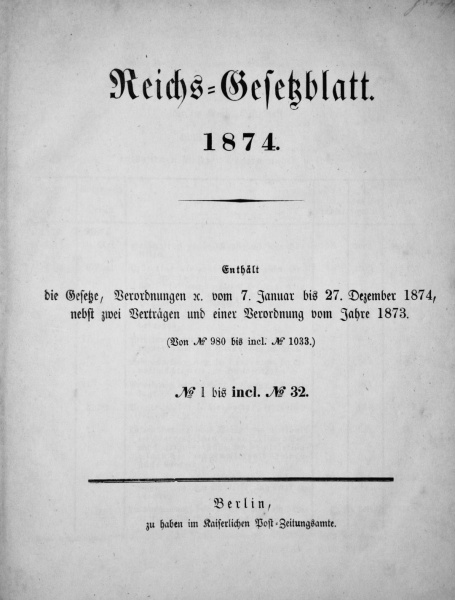 Reichs-Gesetzblatt.
1874.
Enthält
die Gesetze, Verordnungen ꝛc. vom 7. Januar bis 27. Dezember 1874,
nebst zwei Verträgen und einer Verordnung vom Jahre 1873.
(Von № 980 bis incl. № 1033.)
№ 1 bis incl. № 32.
Berlin,
zu haben im Kaiserlichen Post-Zeitungsamte.